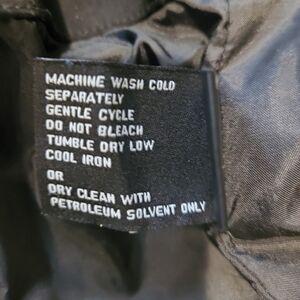 MACHINE WASH COLD
SEPARATELY
GENTLE CYCLE
DO NOT BLEACH
TUMBLE DRY LOW
COOL IRON
OR
DRY CLEAN WITH
PETROLEUM SOLVENT ONLY